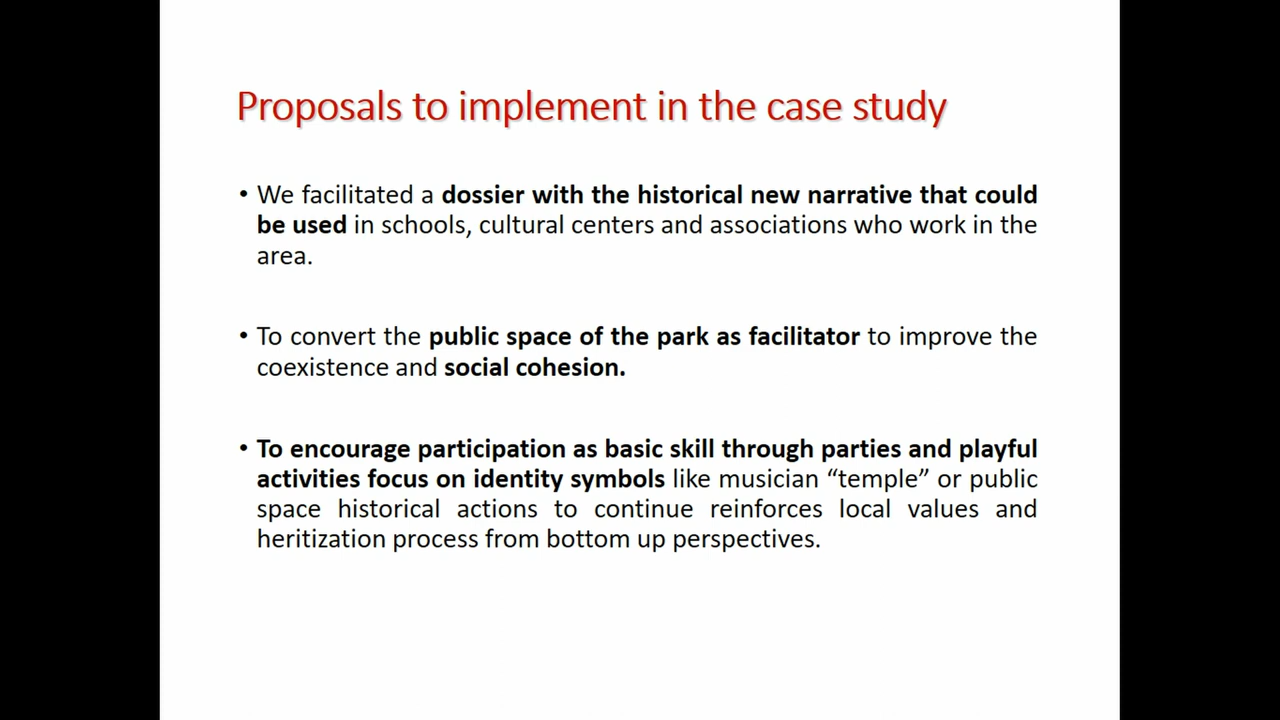 Proposals to implement in the case study
• We facilitated a dossier with the historical new narrative that could
be used in schools, cultural centers and associations who work in the
area.
• To convert the public space of the park as facilitator to improve the
coexistence and social cohesion.
• To encourage participation as basic skill through parties and playful
activities focus on identity symbols like musician “temple” or public
space historical actions to continue reinforces local values and
heritization process from bottom up perspectives.